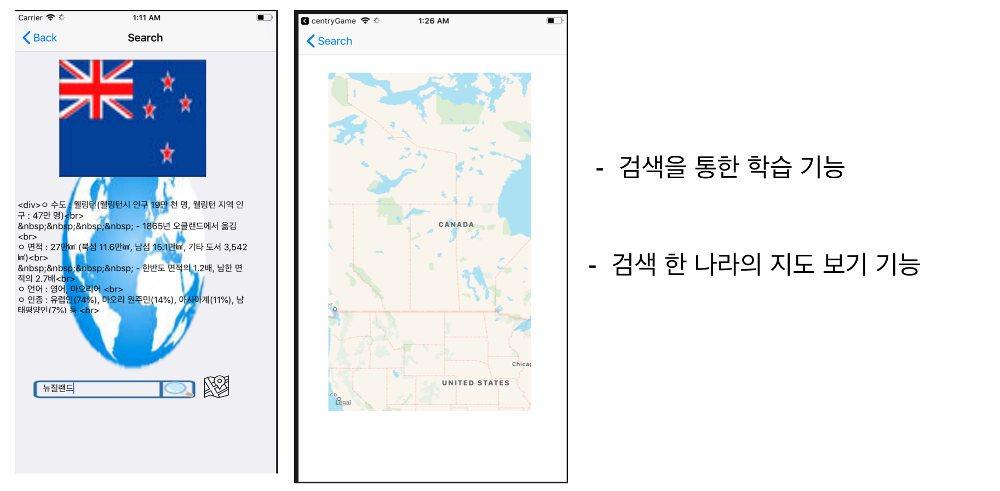 Carrier 1:11 AM
Back Search
<div>ㅇ 수도 : 웰링턴(웰링턴시 인구 19만 천 명, 웰링턴 지역 인
구 : 47만 명)<br>
&nbsp;&nbsp;&nbsp;&nbsp; - 1865년 오클랜드에서 옮김
<br>
ㅇ 면적 : 27만㎢ (북섬 11.6만㎢, 남섬 15.1만㎢, 기타 도서 3,542
㎢)<br>
&nbsp;&nbsp;&nbsp;&nbsp; - 한반도 면적의 1.2배, 남한 면
적의 2.7배<br>
ㅇ 언어 : 영어, 마오리어 <br>
ㅇ 인종 : 유럽인(74%), 마오리 원주민(14%), 아시아계(11%), 남
태평양인(7%) 등 <br>
뉴질랜드
centryGame 1:26 AM
Search
CANADA
er
Chicag
UNITED STATES
sco
Legal
- 검색을 통한 학습 기능
- 검색 한 나라의 지도 보기 기능